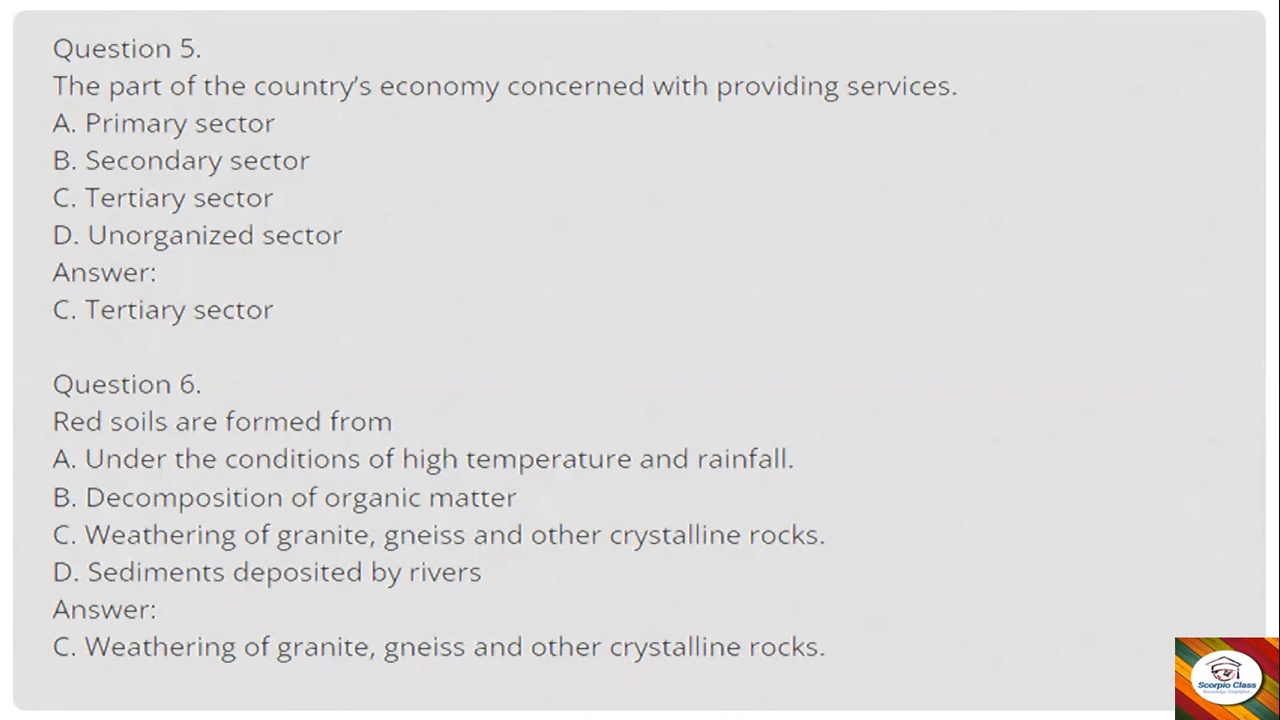 Question 5.
The part of the country’s economy concerned with providing services.
A. Primary sector
B. Secondary sector
C. Tertiary sector
D. Unorganized sector
Answer:
C. Tertiary sector
Question 6.
Red soils are formed from
A. Under the conditions of high temperature and rainfall.
B. Decomposition of organic matter
C. Weathering of granite, gneiss and other crystalline rocks.
D. Sediments deposited by rivers
Answer:
C. Weathering of granite, gneiss and other crystalline rocks.
Scorpio Class